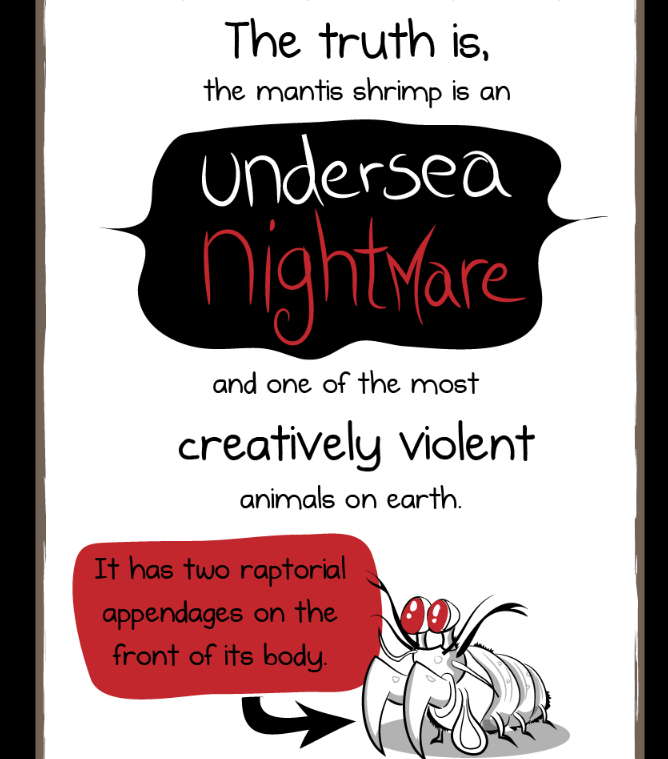 The truth is,
the mantis shrimp is an
undersea
nightmare
and one of the most
creatively violent
animals on earth.
It has two raptorial
appendages on the
front of its body.